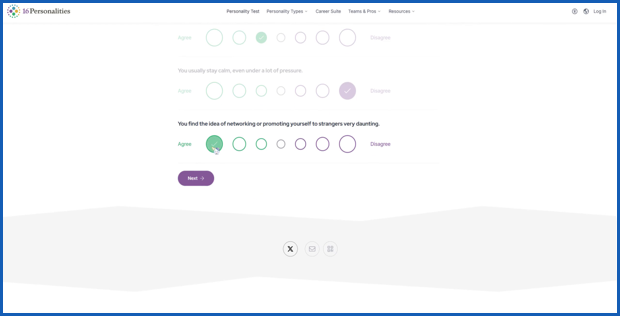 16Personalities
Personality Test Personality Types Career Suite Teams & Pros Resources Log In
Agree Disagree
You usually stay calm, even under a lot of pressure.
Agree Disagree
You find the idea of networking or promoting yourself to strangers very daunting.
Agree Disagree
Next →